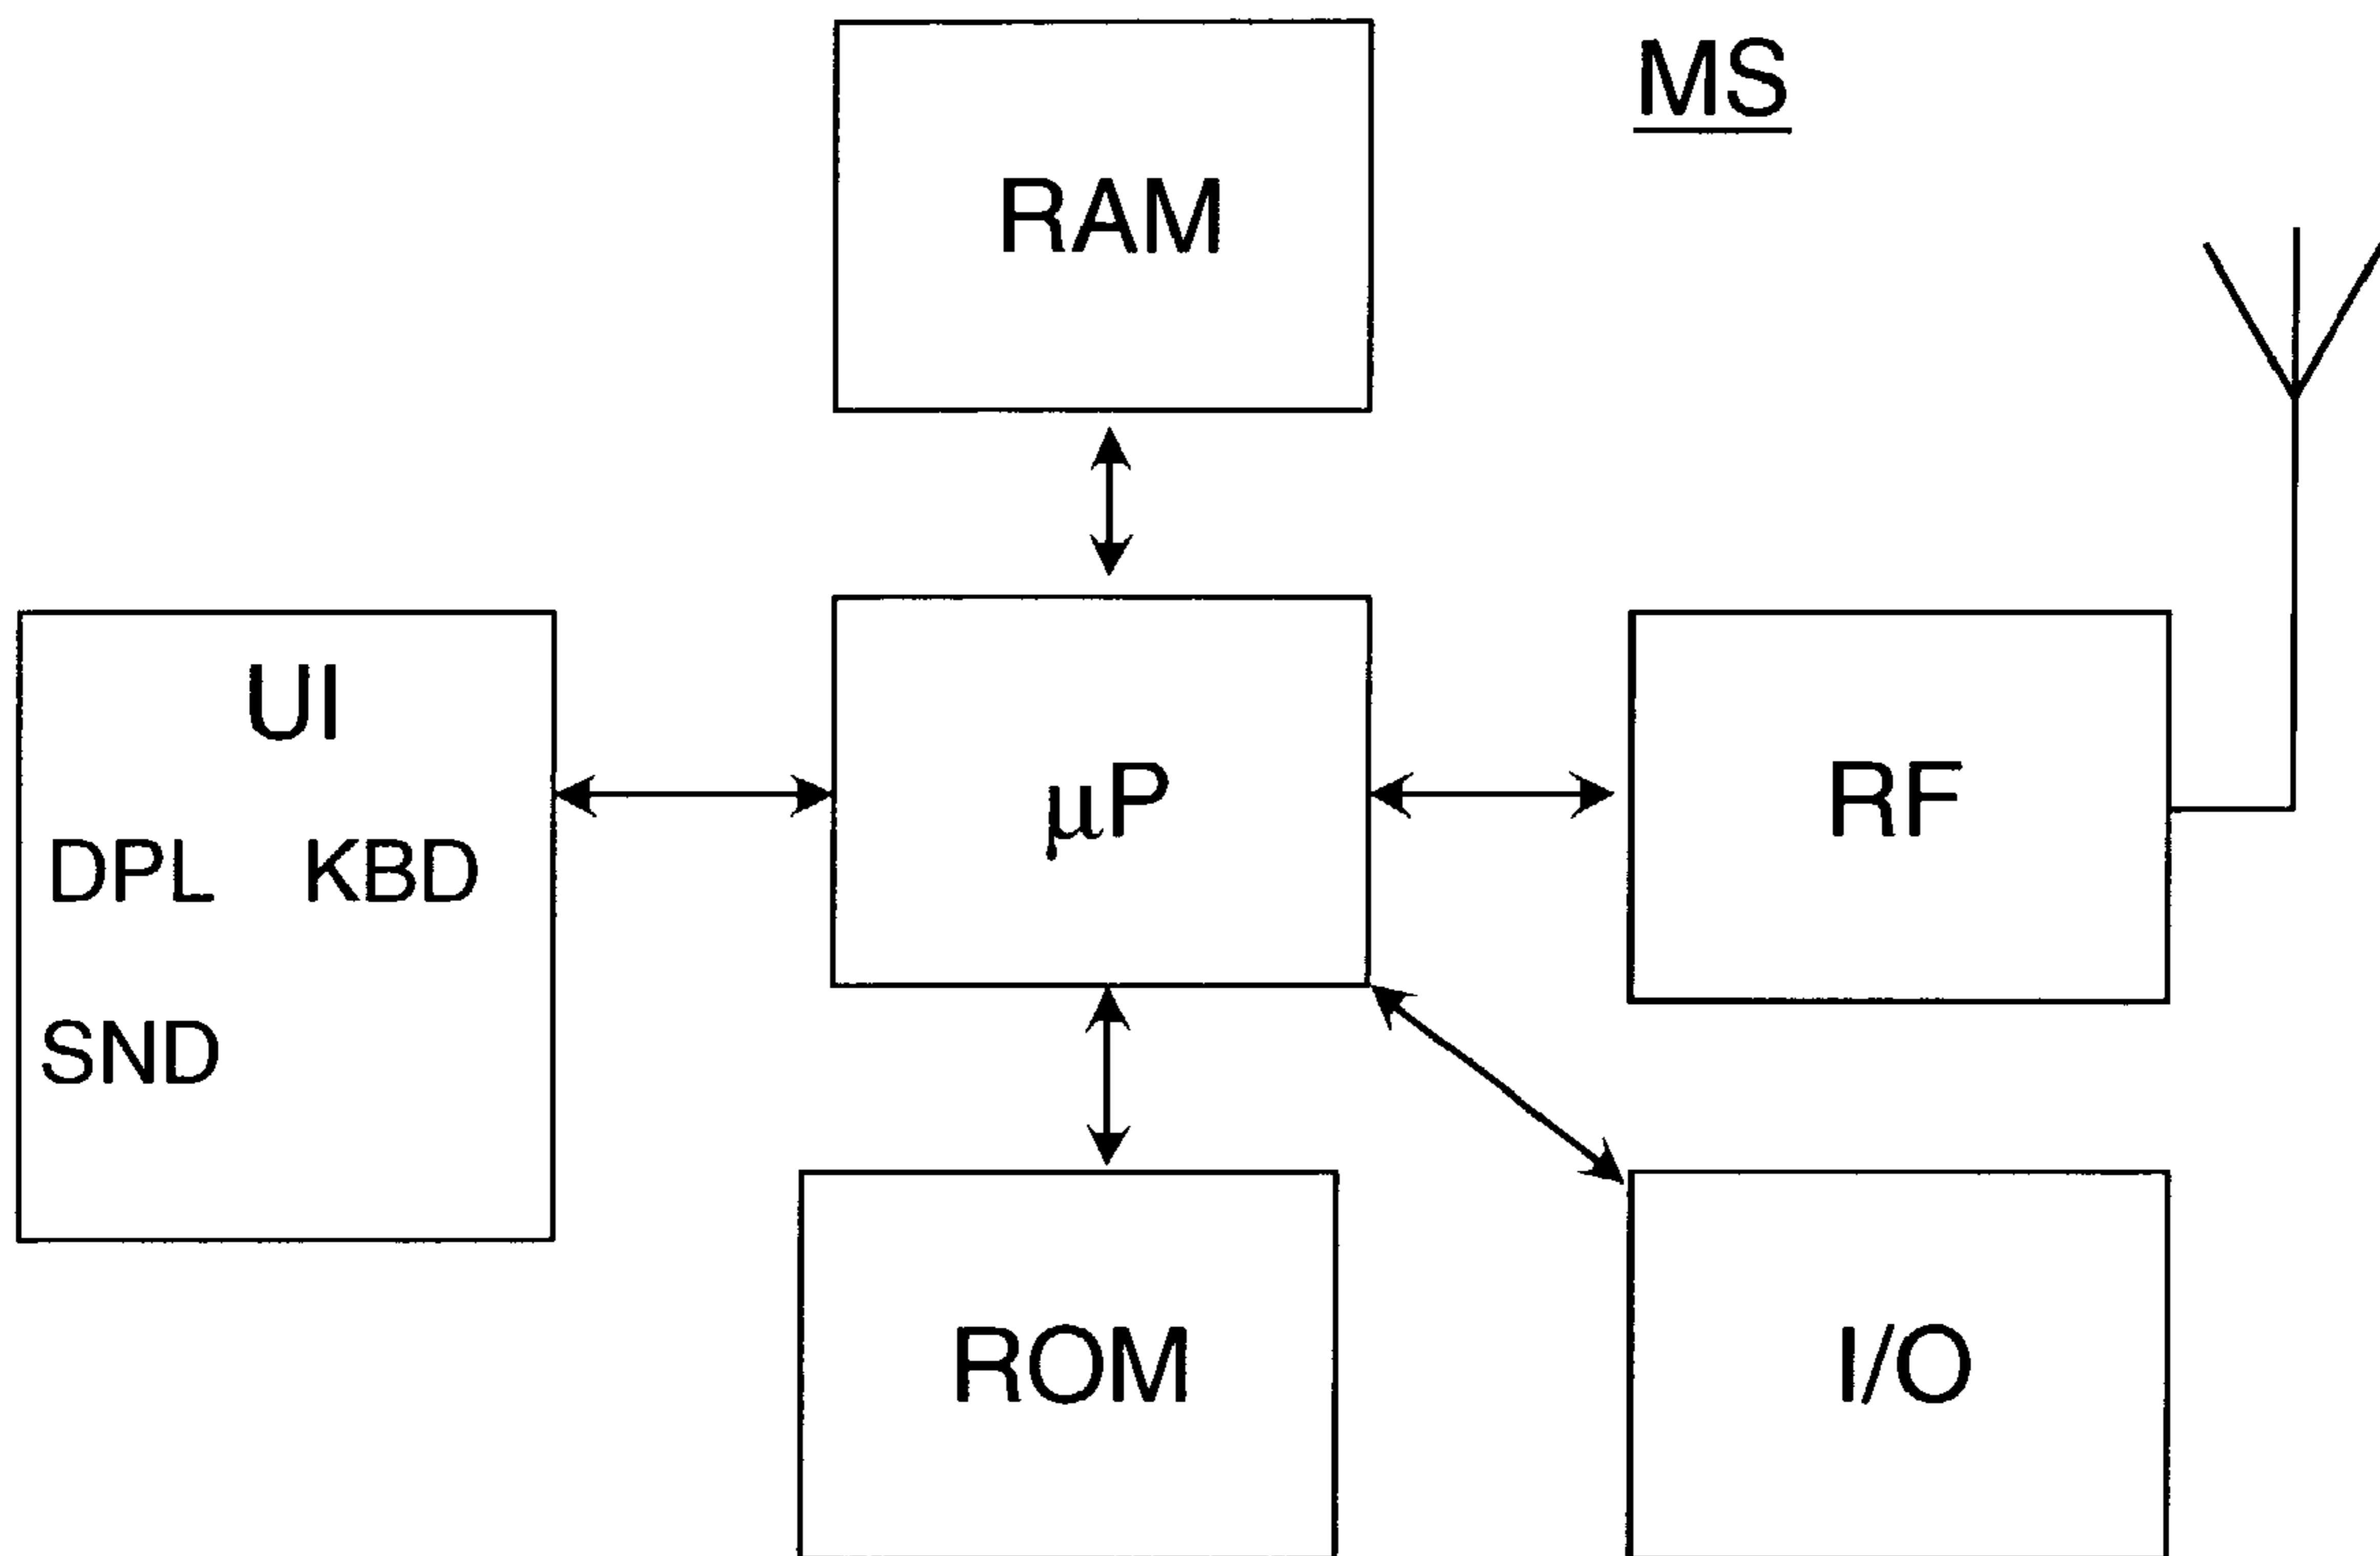 MS
RAM
UI
µP
RF
DPL KBD
SND
ROM
I/O